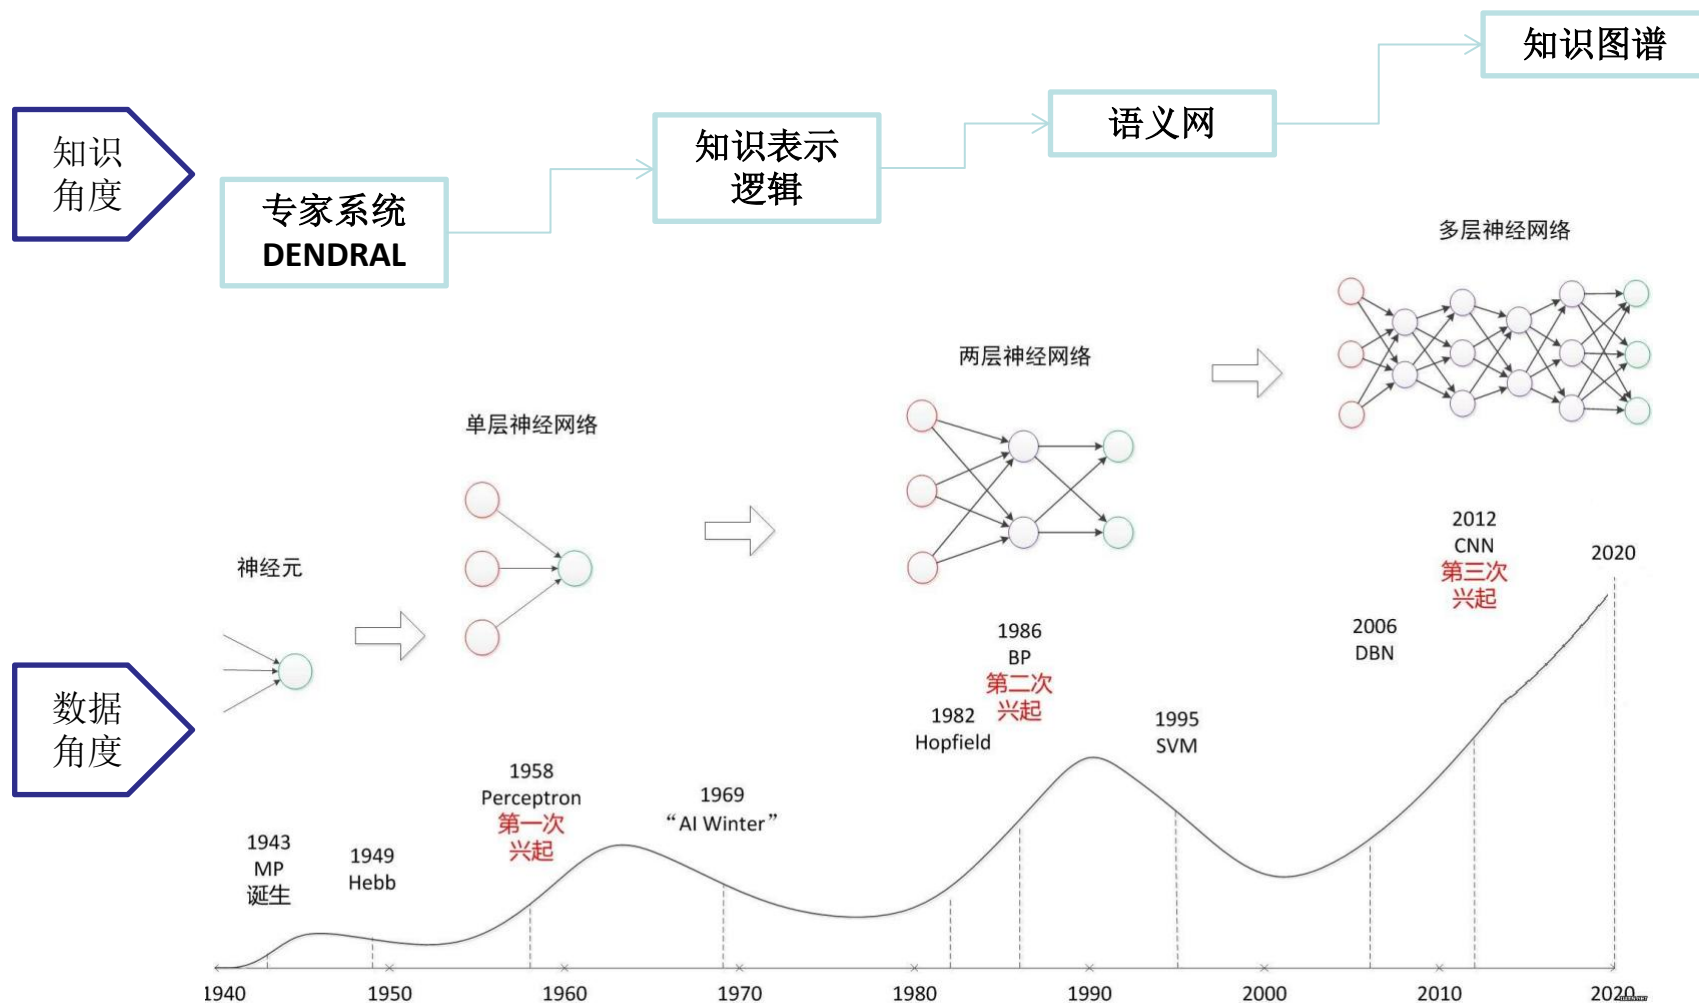 知识图谱
语义网
知识表示
逻辑
知识
角度
专家系统
DENDRAL
多层神经网络
两层神经网络
单层神经网络
神经元
数据
角度
1943
MP
诞生
1949
Hebb
1958
Perceptron
第一次
兴起
1969
“AI Winter”
1982
Hopfield
1986
BP
第二次
兴起
1995
SVM
2006
DBN
2012
CNN
第三次
兴起
2020
1940
1950
1960
1970
1980
1990
2000
2010
2020